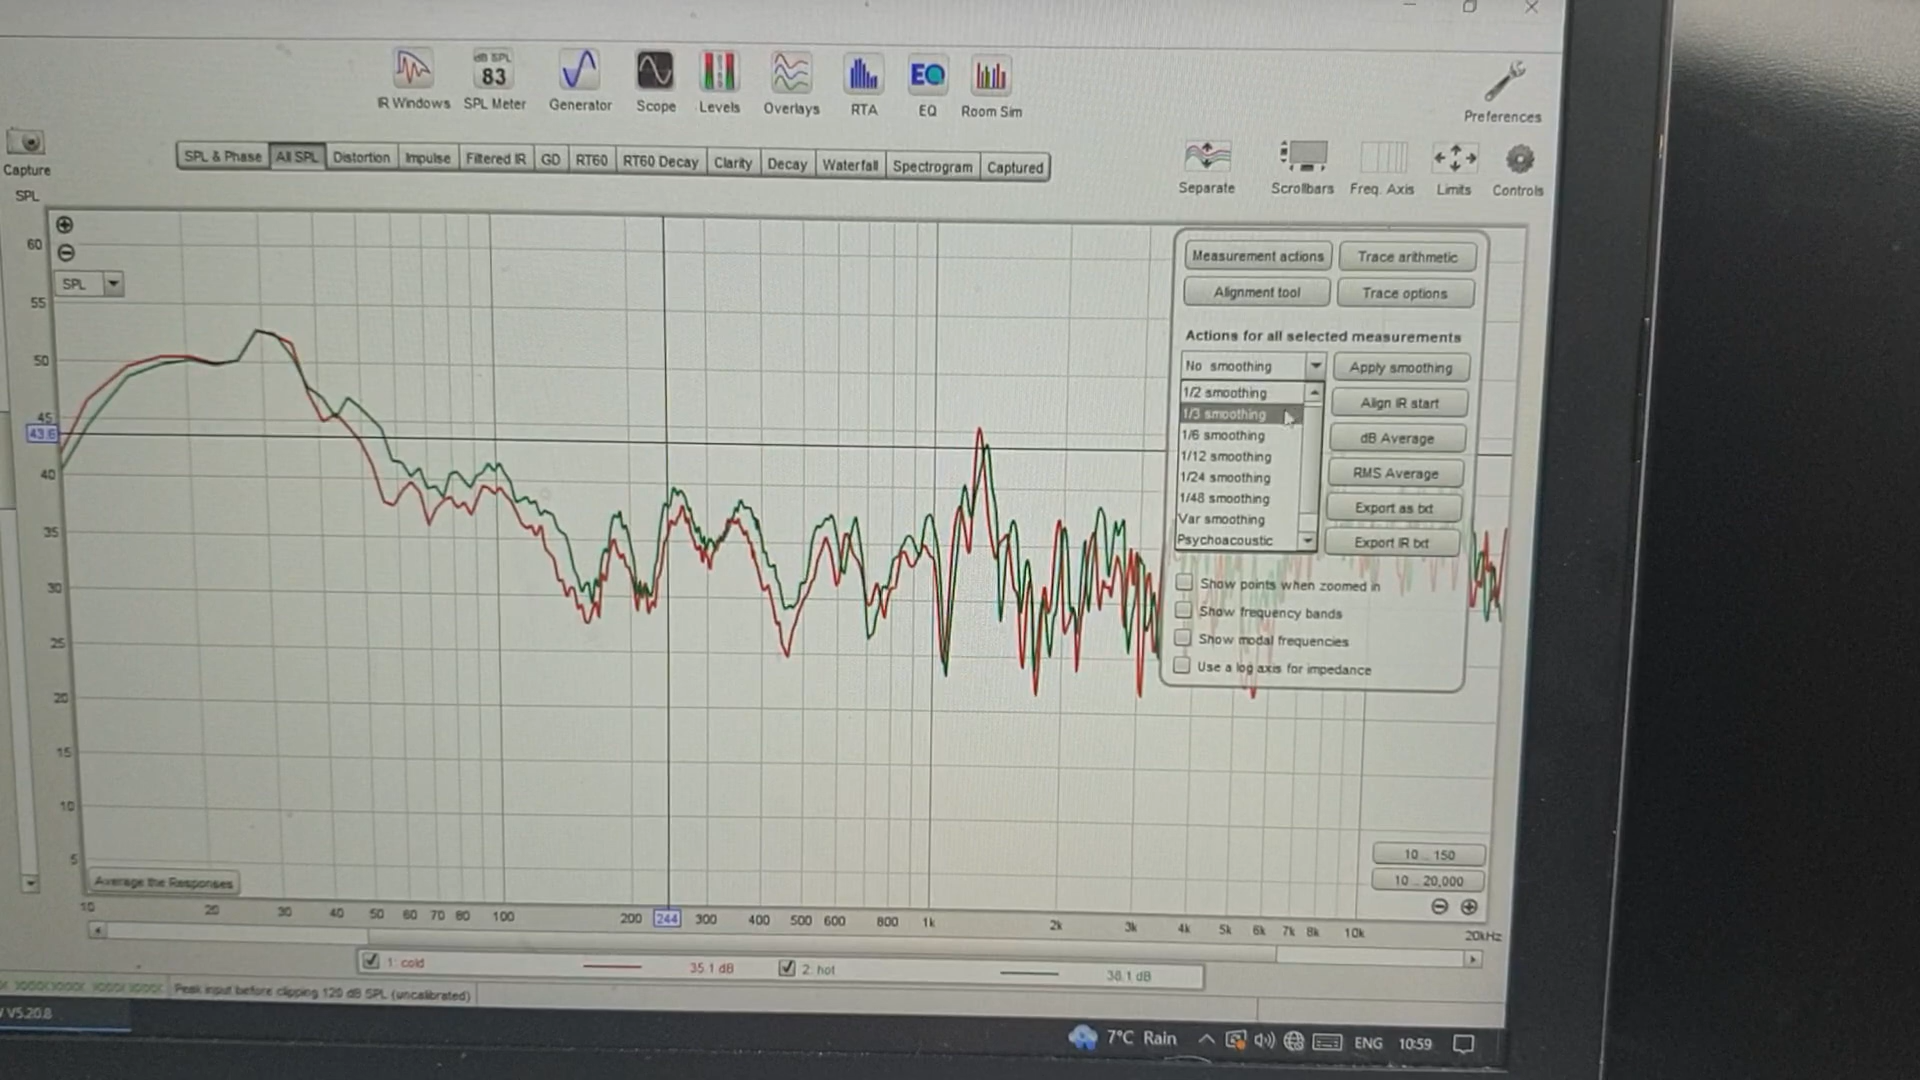 IR Windows
dB SPL
83
SPL Meter
Generator
Scope
Levels
Overlays
RTA
EQ
EQ
Room Sim
Preferences
Capture
SPL & Phase
All SPL
Distortion
Impulse
Filtered IR
GD
RT60
RT60 Decay
Clarity
Decay
Waterfall
Spectrogram
Captured
Separate
Scrollbars
Freq. Axis
Limits
Controls
SPL
60
55
50
45
43.6
40
35
30
25
20
15
10
5
SPL
Measurement actions
Trace arithmetic
Alignment tool
Trace options
Actions for all selected measurements
No smoothing
Apply smoothing
1/2 smoothing
1/3 smoothing
Align IR start
1/6 smoothing
dB Average
1/12 smoothing
1/24 smoothing
RMS Average
1/48 smoothing
Export as txt
Var smoothing
Psychoacoustic
Export IR txt
Show points when zoomed in
Show frequency bands
Show modal frequencies
Use a log axis for impedance
10 .. 150
10 .. 20,000
Average the Responses
10 20 30 40 50 60 70 80 100 200 244 300 400 500 600 800 1k 2k 3k 4k 5k 6k 7k 8k 10k 20kHz
1: cold 35.1 dB 2: hot 38.1 dB
Peak input before clipping 120 dB SPL (uncalibrated)
V5.20.8
7°C Rain ENG 10:59